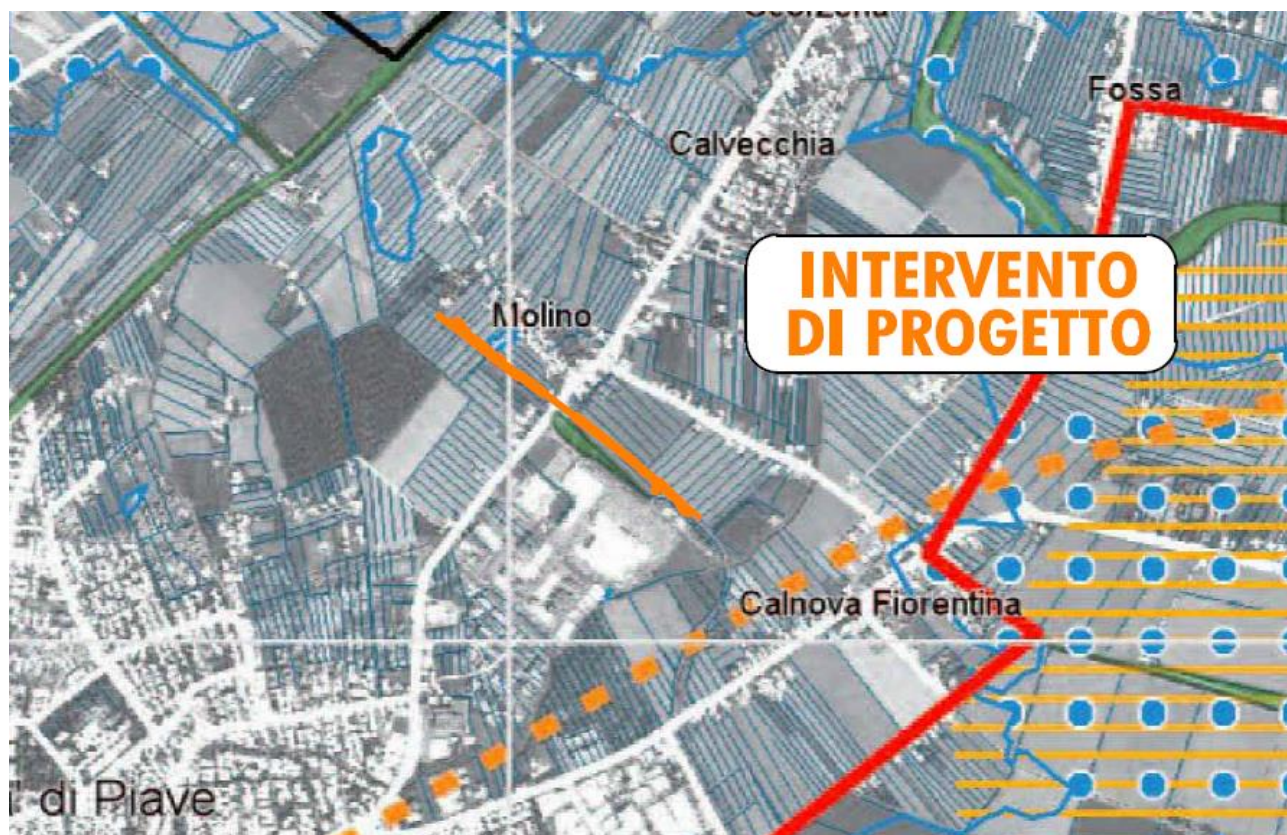 Fossa
Calvecchia
INTERVENTO
DI PROGETTO
Molino
Calnova Fiorentina
di Piave